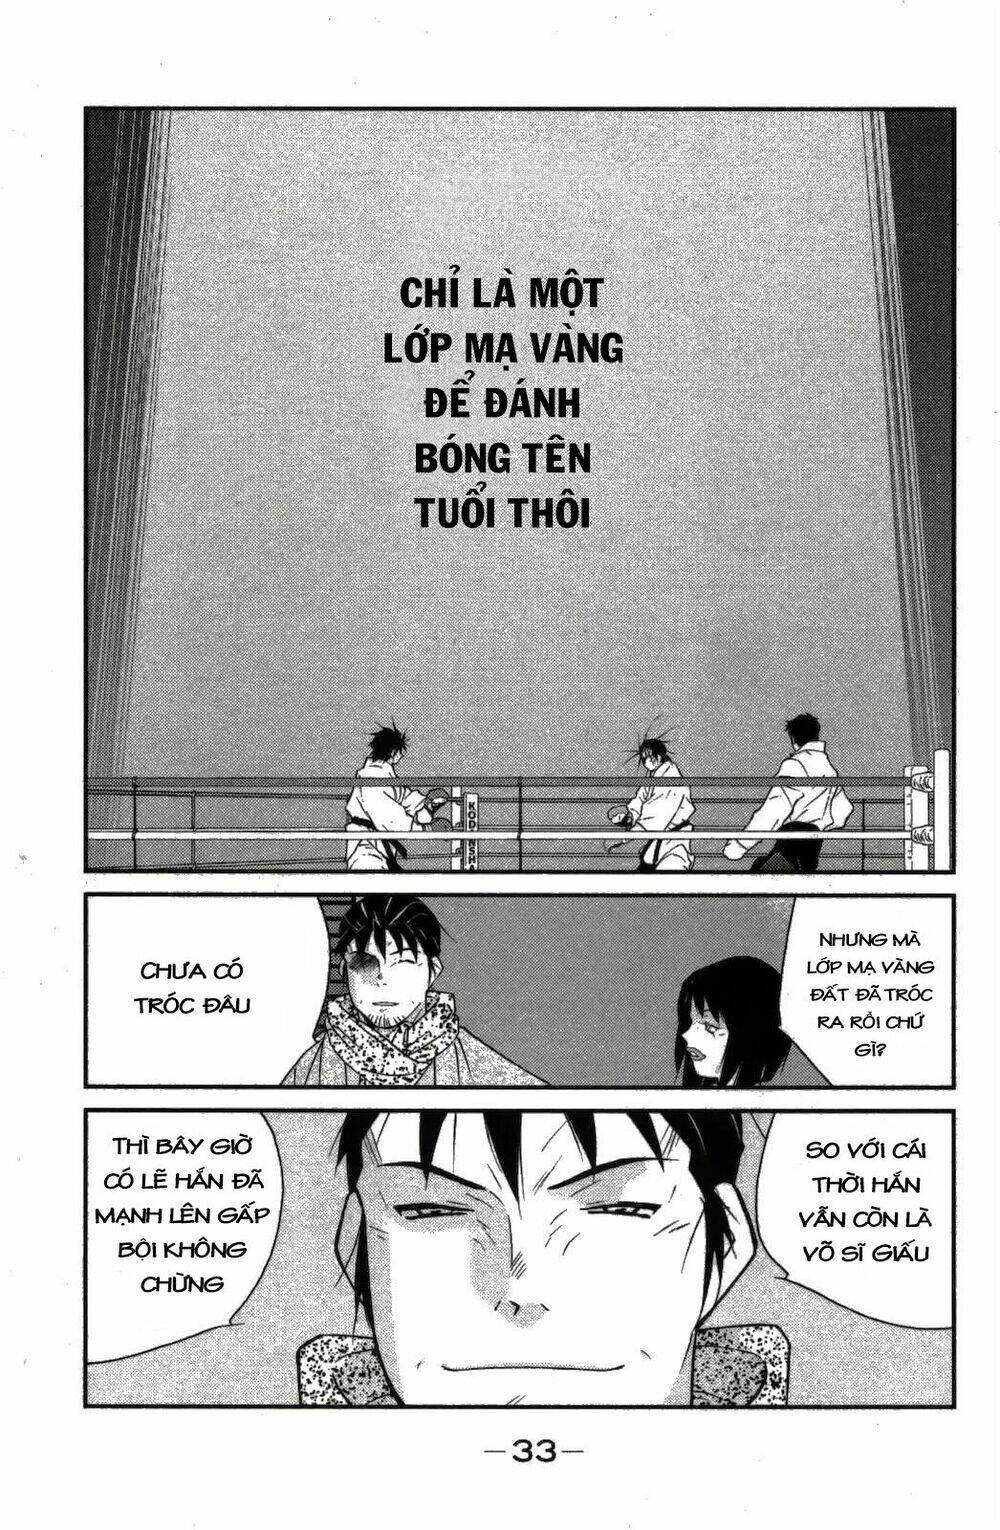 CHỈ LÀ MỘT
LỚP MẠ VÀNG
ĐỂ ĐÁNH
BÓNG TÊN
TUỔI THÔI
KODANSHA
NHƯNG MÀ
LỚP MẠ VÀNG
ĐẤT ĐÃ TRÓC
RA RỒI CHỨ
GÌ?
CHƯA CÓ
TRÓC ĐÂU
SO VỚI CÁI
THỜI HẮN
VẪN CÒN LÀ
VÕ SĨ GIẤU
THÌ BÂY GIỜ
CÓ LẼ HẮN ĐÃ
MẠNH LÊN GẤP
BỘI KHÔNG
CHỪNG
—33—